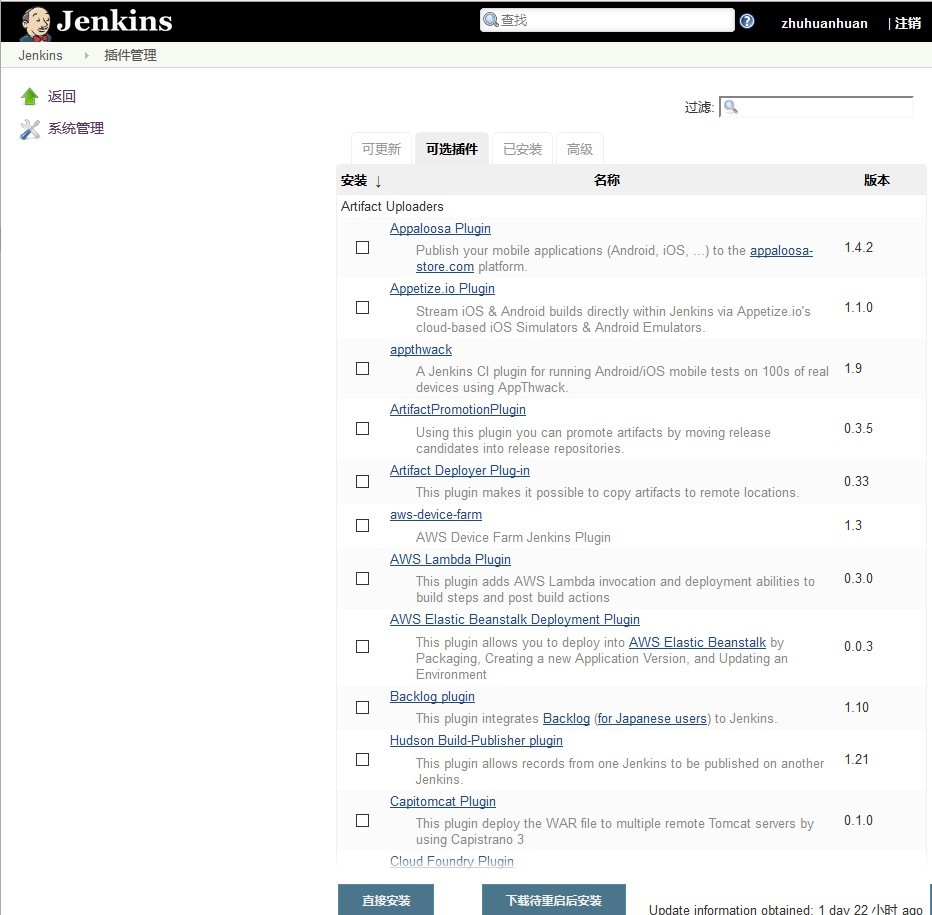 Jenkins
查找
zhuhuanhuan
| 注销
Jenkins
插件管理
返回
系统管理
过滤:
可更新 可选插件 已安装 高级
安装 ↓ 名称 版本
Artifact Uploaders
Appaloosa Plugin
Publish your mobile applications (Android, iOS, ...) to the appaloosa-
store.com platform.
1.4.2
Appetize.io Plugin
Stream iOS & Android builds directly within Jenkins via Appetize.io's
cloud-based iOS Simulators & Android Emulators.
1.1.0
appthwack
A Jenkins CI plugin for running Android/iOS mobile tests on 100s of real
devices using AppThwack.
1.9
ArtifactPromotionPlugin
Using this plugin you can promote artifacts by moving release
candidates into release repositories.
0.3.5
Artifact Deployer Plug-in
This plugin makes it possible to copy artifacts to remote locations.
0.33
aws-device-farm
AWS Device Farm Jenkins Plugin
1.3
AWS Lambda Plugin
This plugin adds AWS Lambda invocation and deployment abilities to
build steps and post build actions
0.3.0
AWS Elastic Beanstalk Deployment Plugin
This plugin allows you to deploy into AWS Elastic Beanstalk by
Packaging, Creating a new Application Version, and Updating an
Environment
0.0.3
Backlog plugin
This plugin integrates Backlog (for Japanese users) to Jenkins.
1.10
Hudson Build-Publisher plugin
This plugin allows records from one Jenkins to be published on another
Jenkins.
1.21
Capitomcat Plugin
This plugin deploy the WAR file to multiple remote Tomcat servers by
using Capistrano 3
0.1.0
Cloud Foundry Plugin
直接安装
下载待重启后安装
Update information obtained: 1 day 22 小时 ago